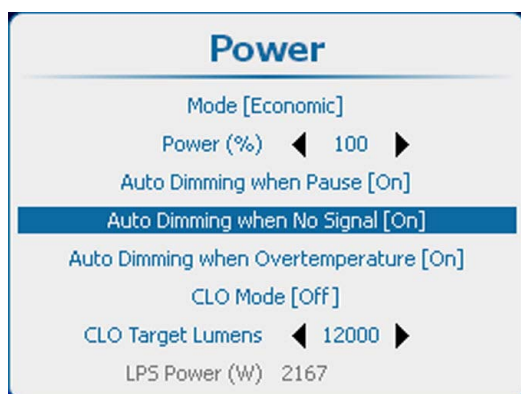 Power
Mode [Economic]
Power (%) 100
Auto Dimming when Pause [On]
Auto Dimming when No Signal [On]
Auto Dimming when Overtemperature [On]
CLO Mode [Off]
CLO Target Lumens 12000
LPS Power (W) 2167